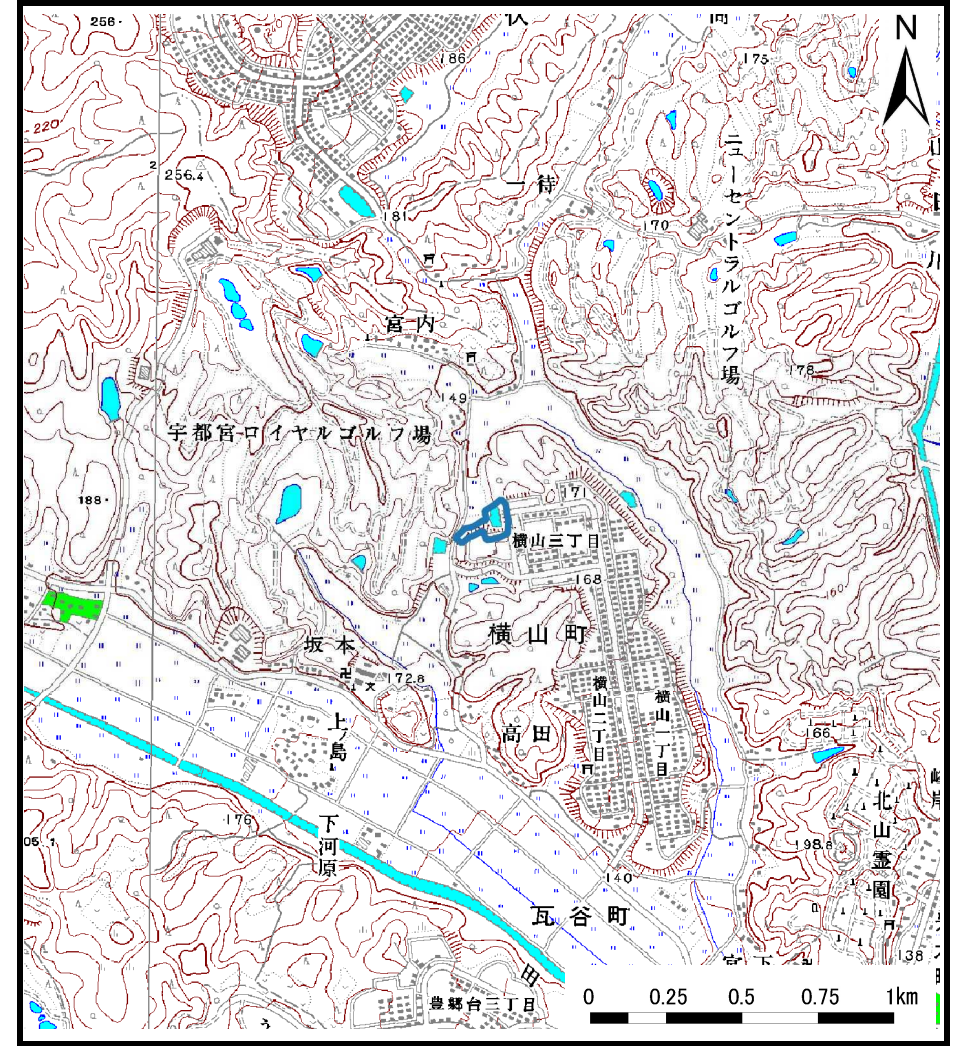 256
186
175
N
220
2
256.4
一待
181
170
ニューセントラルゴルフ場
宮内
149
178
宇都宮ロイヤルゴルフ場
188
171
横山三丁目
168
横山町
坂本
172.8
横山二丁目
横山一丁目
高田
上ノ島
166
176
下河原
198.8
北山霊園
140
瓦谷町
138
田
豊郷台三丁目
0 0.25 0.5 0.75 1km